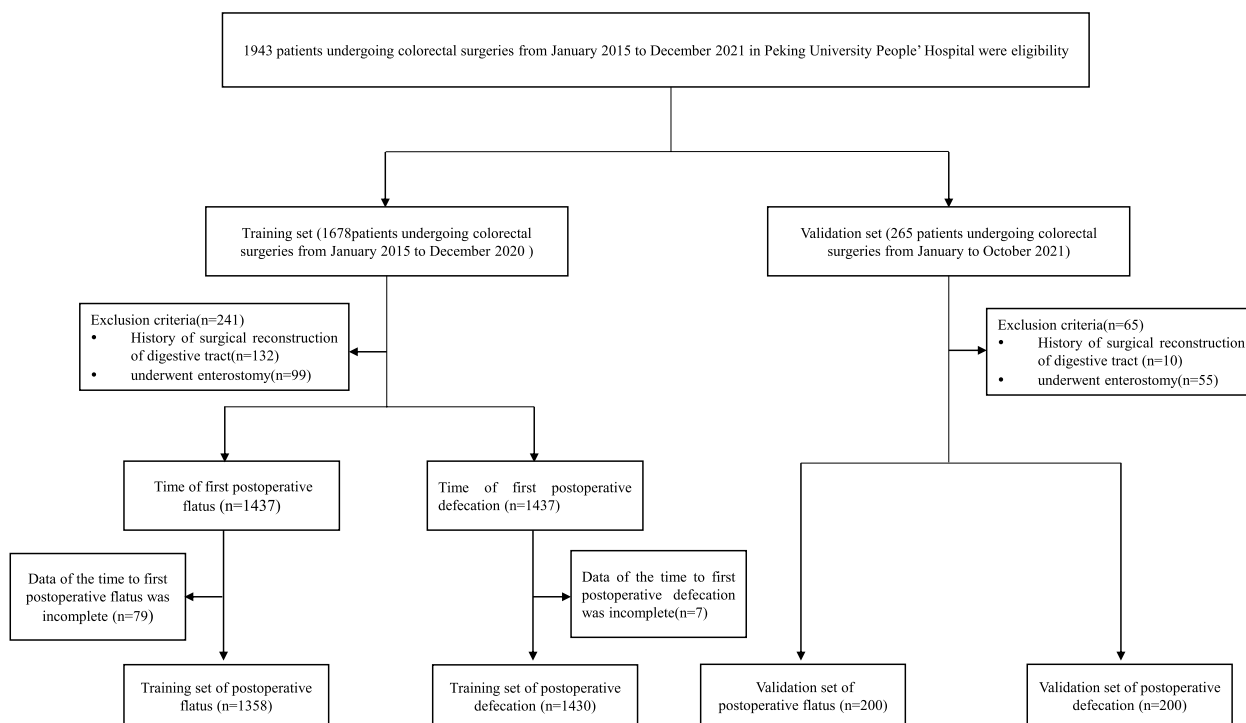 1943 patients undergoing colorectal surgeries from January 2015 to December 2021 in Peking University People’ Hospital were eligibility
Training set (1678patients undergoing colorectal
surgeries from January 2015 to December 2020 )
Validation set (265 patients undergoing colorectal
surgeries from January to October 2021)
Exclusion criteria(n=241)
• History of surgical reconstruction
of digestive tract(n=132)
• underwent enterostomy(n=99)
Exclusion criteria(n=65)
• History of surgical reconstruction
of digestive tract (n=10)
• underwent enterostomy(n=55)
Time of first postoperative
flatus (n=1437)
Time of first postoperative
defecation (n=1437)
Data of the time to first
postoperative flatus was
incomplete (n=79)
Data of the time to first
postoperative defecation
was incomplete(n=7)
Training set of postoperative
flatus (n=1358)
Training set of postoperative
defecation (n=1430)
Validation set of
postoperative flatus (n=200)
Validation set of postoperative
defecation (n=200)